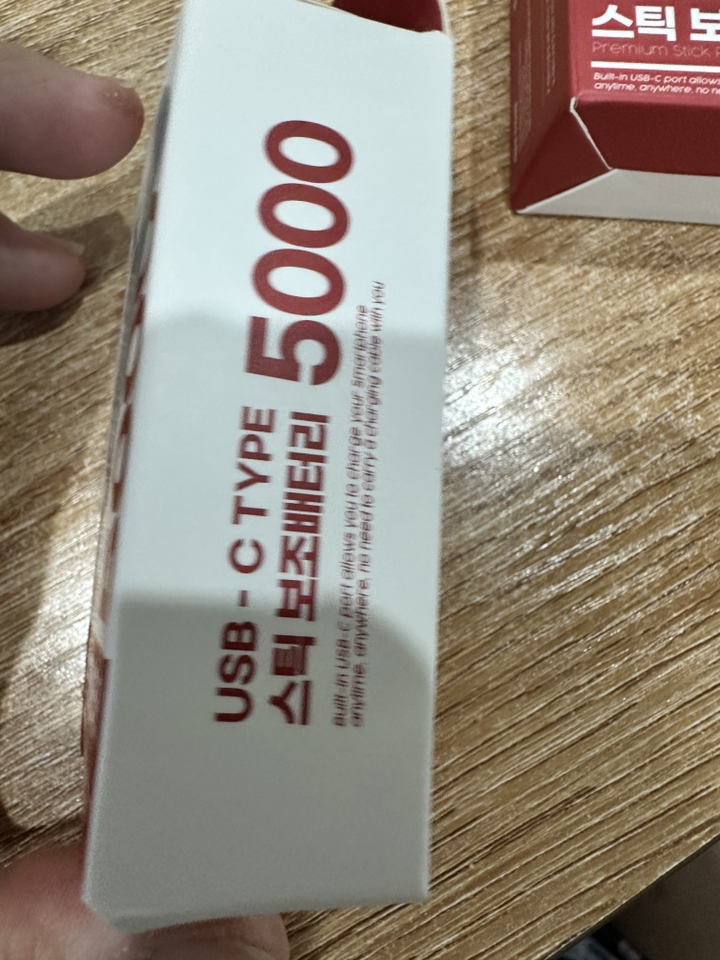 USB - C TYPE
스틱 보조배터리 5000
Built-in USB-C port allows you to charge your smartphone
anytime, anywhere, no need to carry a charging cable with you
스틱 보
Premium Stick
Built-in USB-C port allows
anytime, anywhere, no